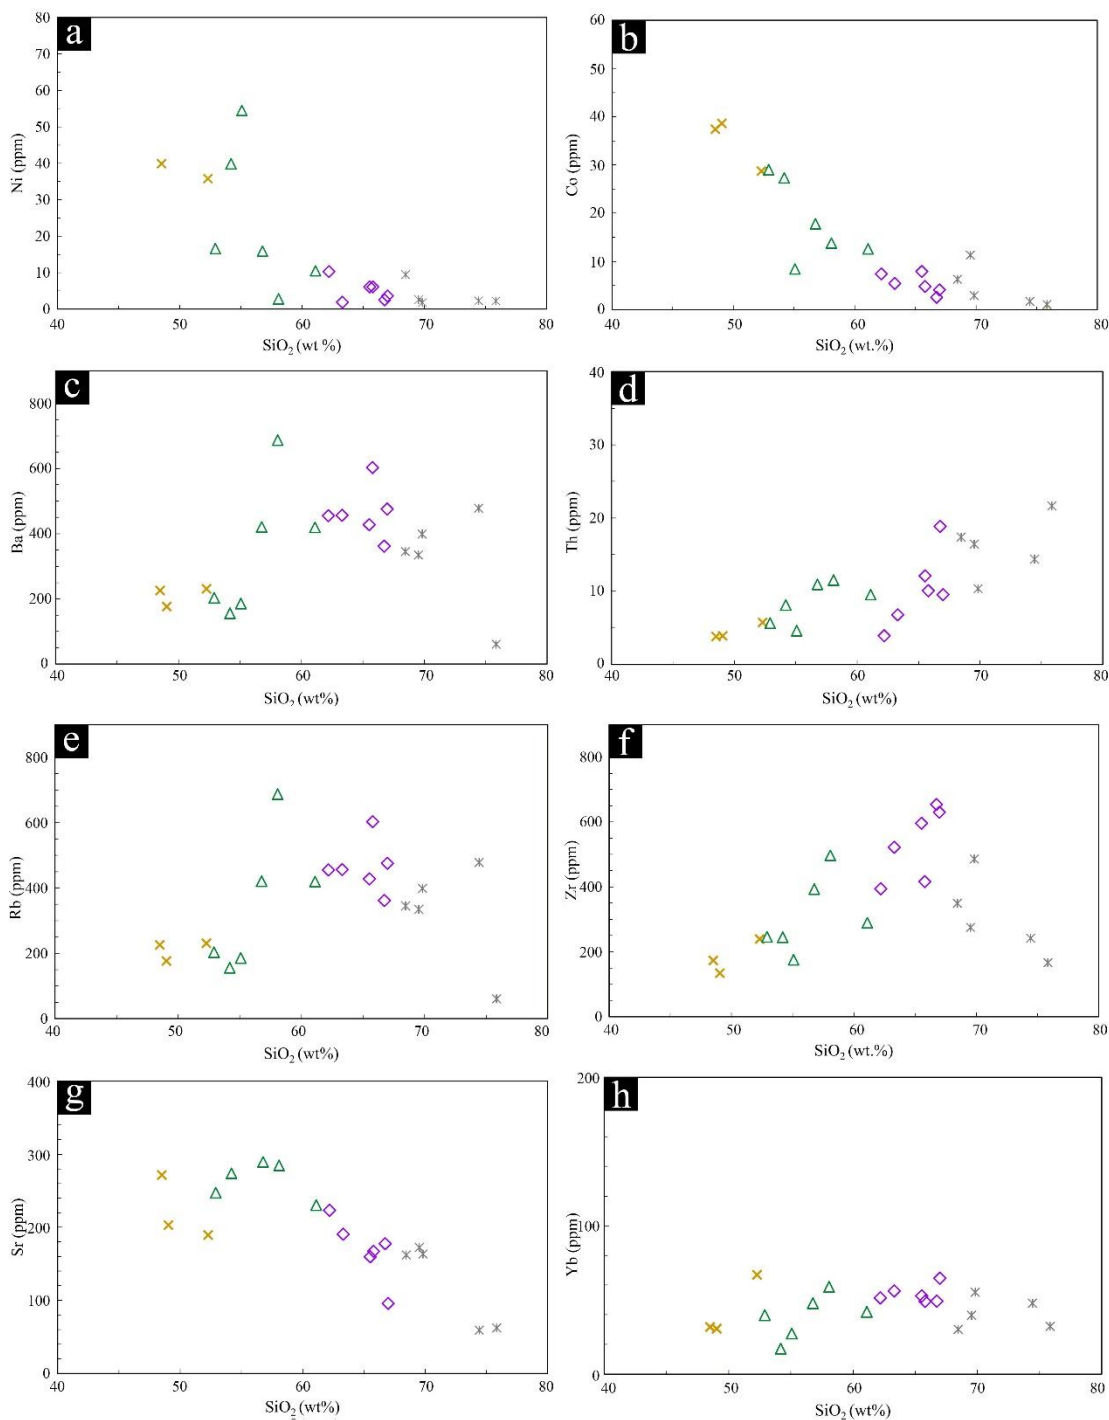 a
80
70
60
50
40
30
20
10
0
Ni (ppm)
40 50 60 70 80
SiO2 (wt %)
b
60
50
40
30
20
10
0
Co (ppm)
40 50 60 70 80
SiO2 (wt.%)
c
800
600
400
200
0
Ba (ppm)
40 50 60 70 80
SiO2 (wt%)
d
40
30
20
10
0
Th (ppm)
40 50 60 70 80
SiO2 (wt%)
e
800
600
400
200
0
Rb (ppm)
40 50 60 70 80
SiO2 (wt%)
f
800
600
400
200
0
Zr (ppm)
40 50 60 70 80
SiO2 (wt.%)
g
400
300
200
100
0
Sr (ppm)
40 50 60 70 80
SiO2 (wt%)
h
200
100
0
Yb (ppm)
40 50 60 70 80
SiO2 (wt%)